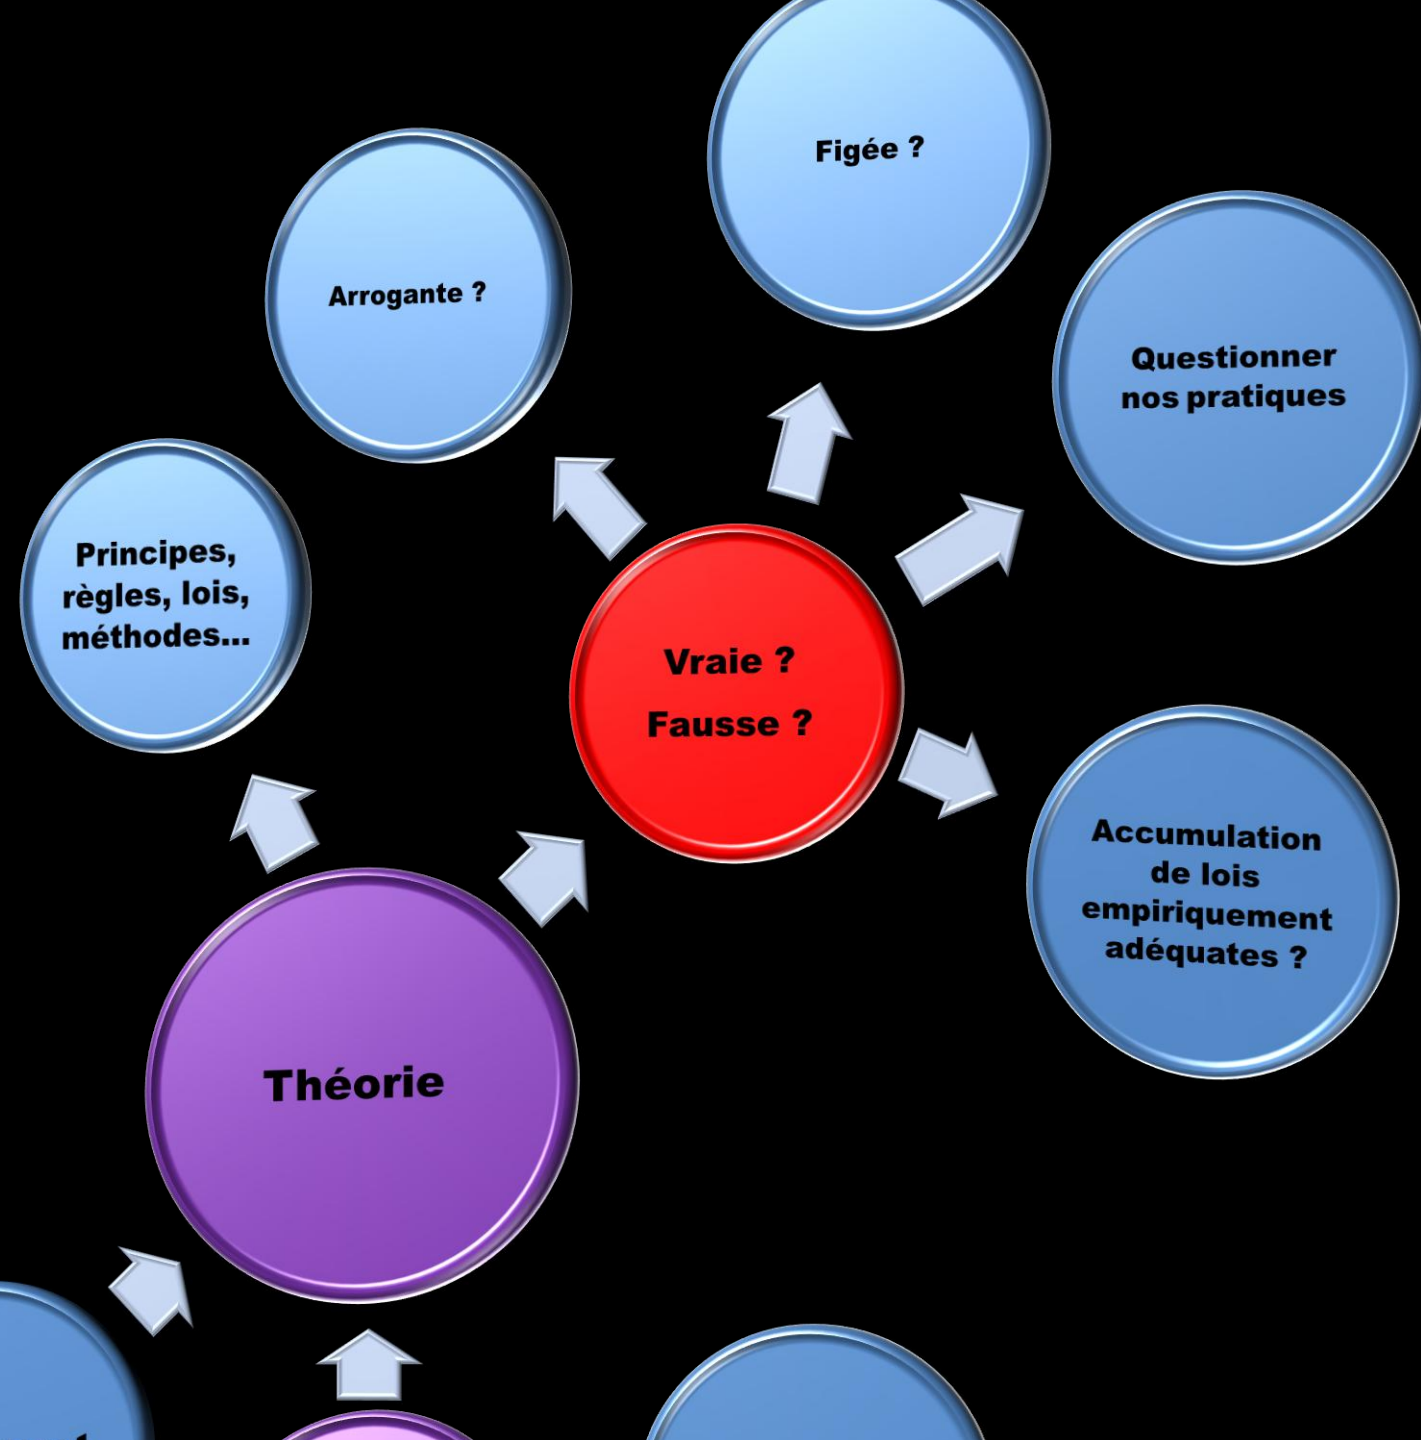 Figée ?
Arrogante ?
Questionner
nos pratiques
Principes,
règles, lois,
méthodes...
Vraie ?
Fausse ?
Accumulation
de lois
empiriquement
adéquates ?
Théorie